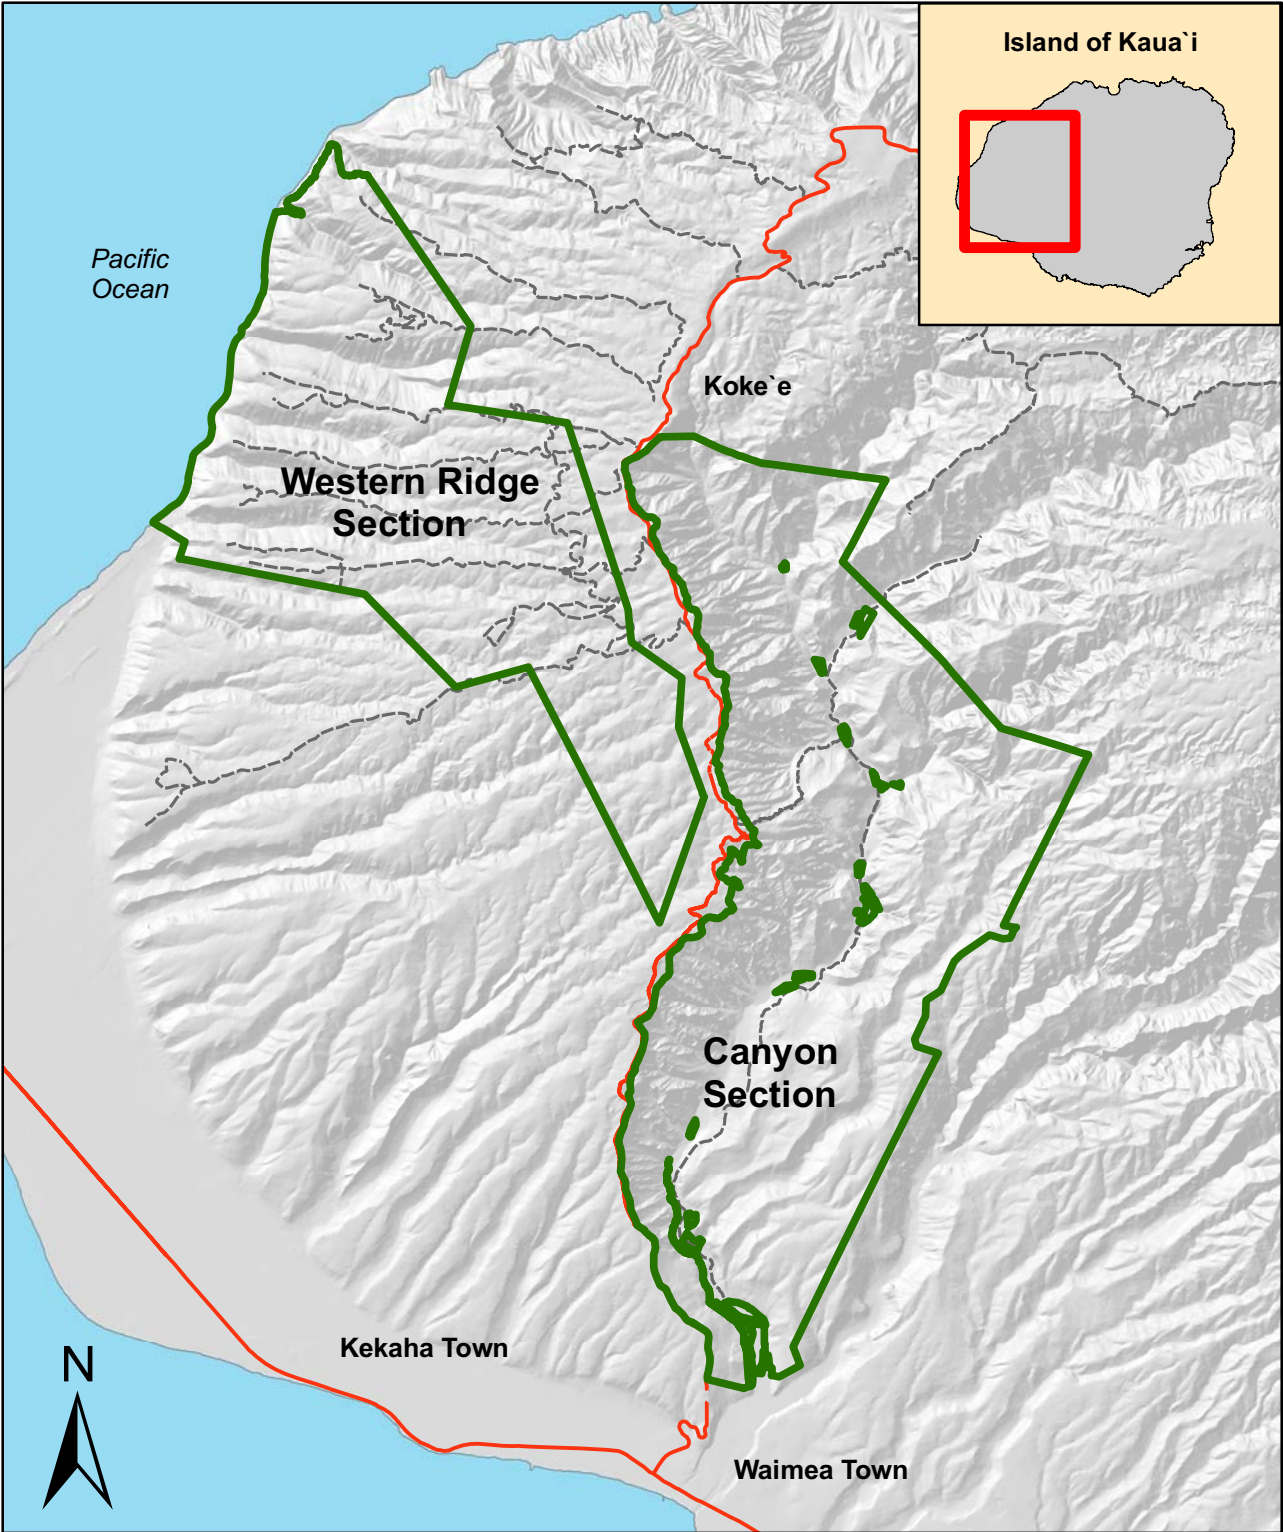 Island of Kaua`i
Pacific
Ocean
Koke`e
Western Ridge
Section
Canyon
Section
Kekaha Town
N
Waimea Town